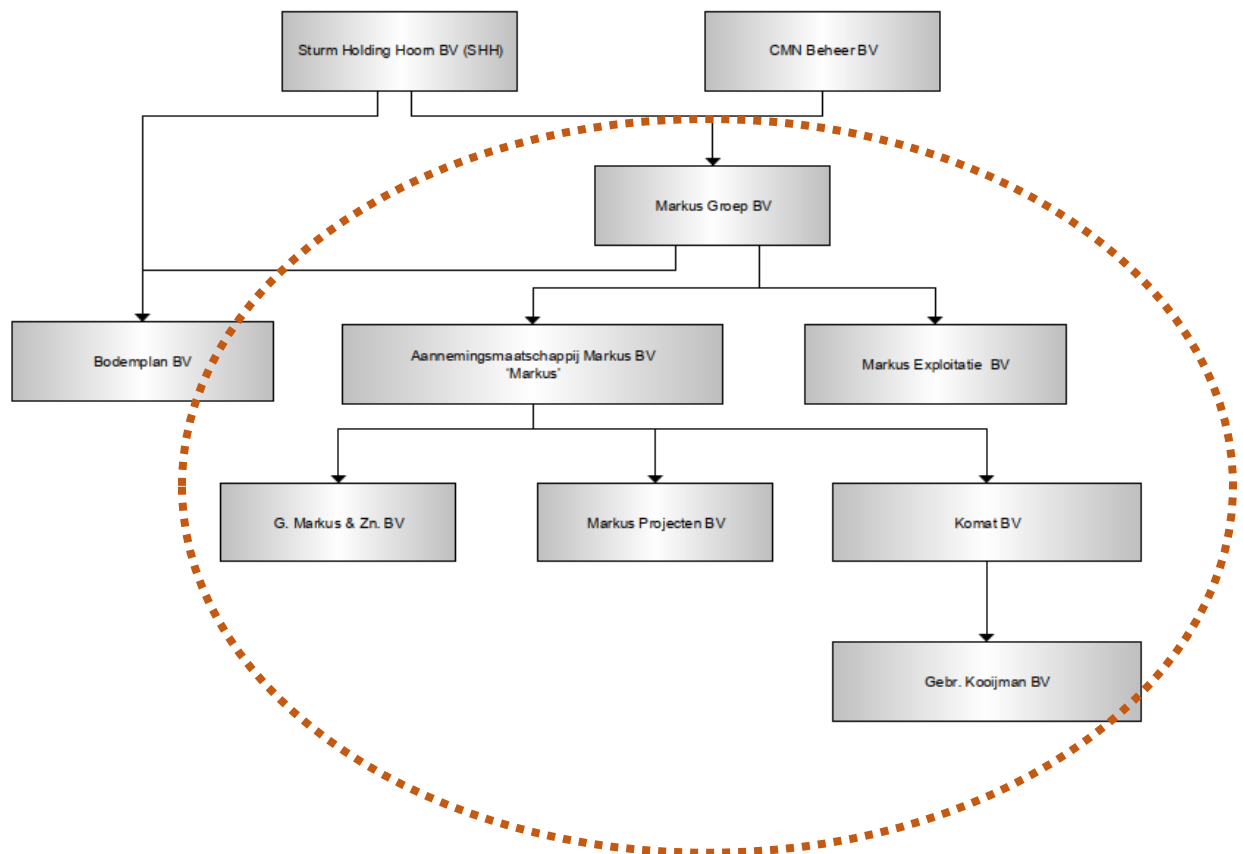 Sturm Holding Hoorn BV (SHH)
CMN Beheer BV
Markus Groep BV
Bodemplan BV
Aannemingsmaatschappij Markus BV
'Markus'
Markus Exploitatie BV
G. Markus & Zn. BV
Markus Projecten BV
Komat BV
Gebr. Kooijman BV